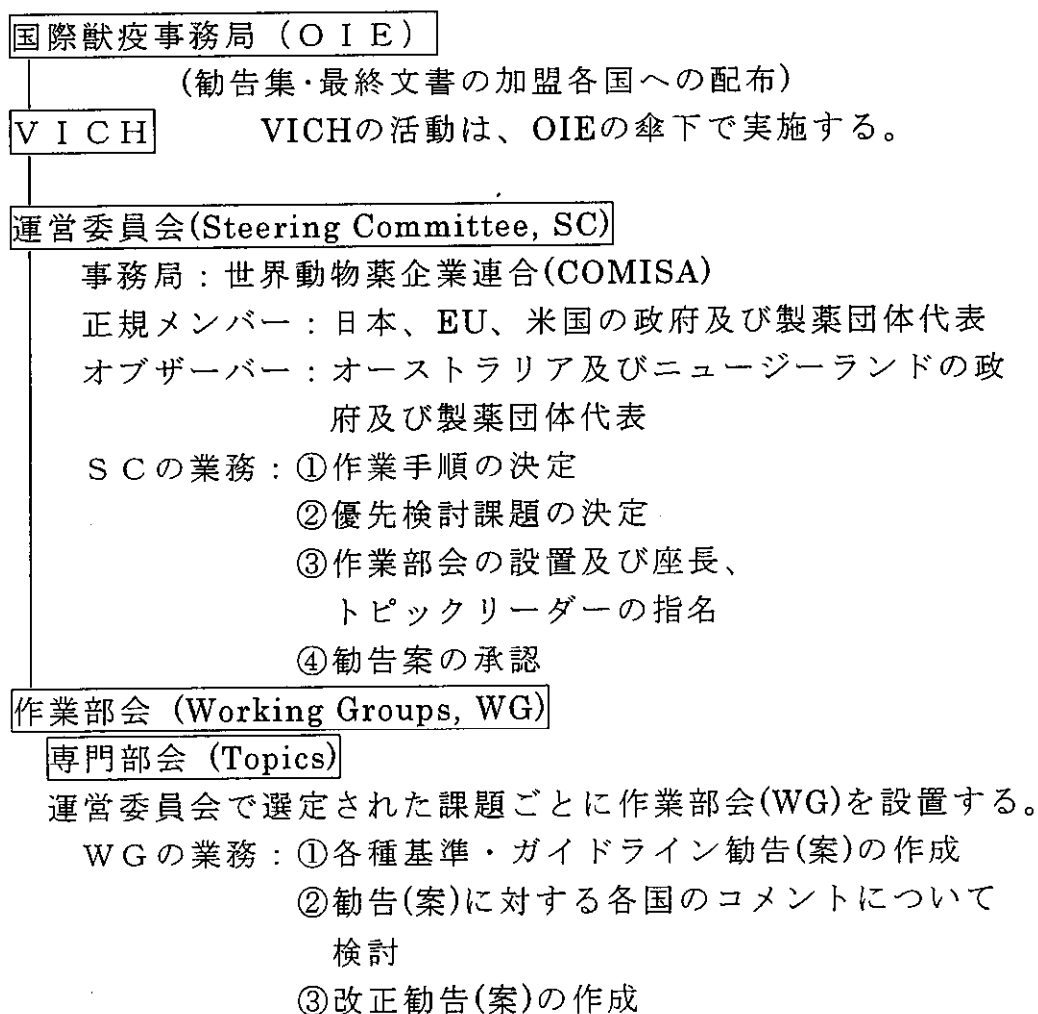 国際獣疫事務局（ＯＩＥ）
(勧告集·最終文書の加盟各国への配布)
ＶＩＣＨ　VICHの活動は、OIEの傘下で実施する。
運営委員会(Steering Committee, SC)
事務局：世界動物薬企業連合(COMISA)
正規メンバー：日本、EU、米国の政府及び製薬団体代表
オブザーバー：オーストラリア及びニュージーランドの政
府及び製薬団体代表
ＳＣの業務：①作業手順の決定
②優先検討課題の決定
③作業部会の設置及び座長、
トピックリーダーの指名
④勧告案の承認
作業部会 (Working Groups, WG)
専門部会 (Topics)
運営委員会で選定された課題ごとに作業部会(WG)を設置する。
ＷＧの業務：①各種基準・ガイドライン勧告(案)の作成
②勧告(案)に対する各国のコメントについて
検討
③改正勧告(案)の作成